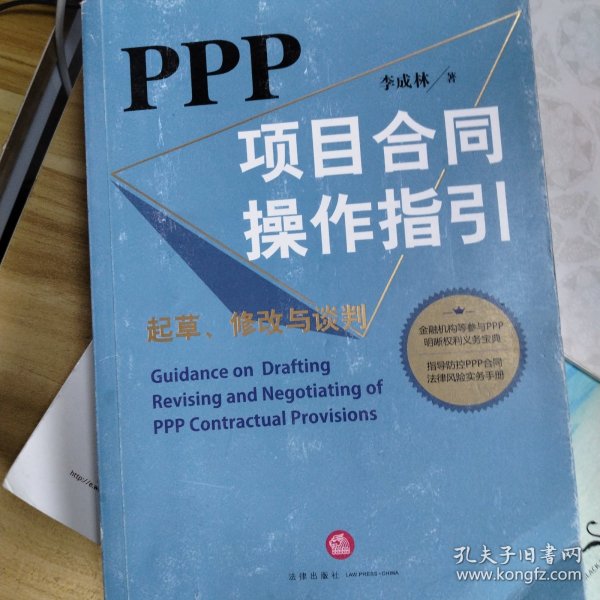 PPP
李成林/著
项目合同
操作指引
起草、修改与谈判
Guidance on Drafting
Revising and Negotiating of
PPP Contractual Provisions
金融机构等参与PPP
明晰权利义务宝典
指导防控PPP合同
法律风险实务手册
法律出版社 LAW PRESS·CHINA
孔夫子旧书网
www.kongfz.com